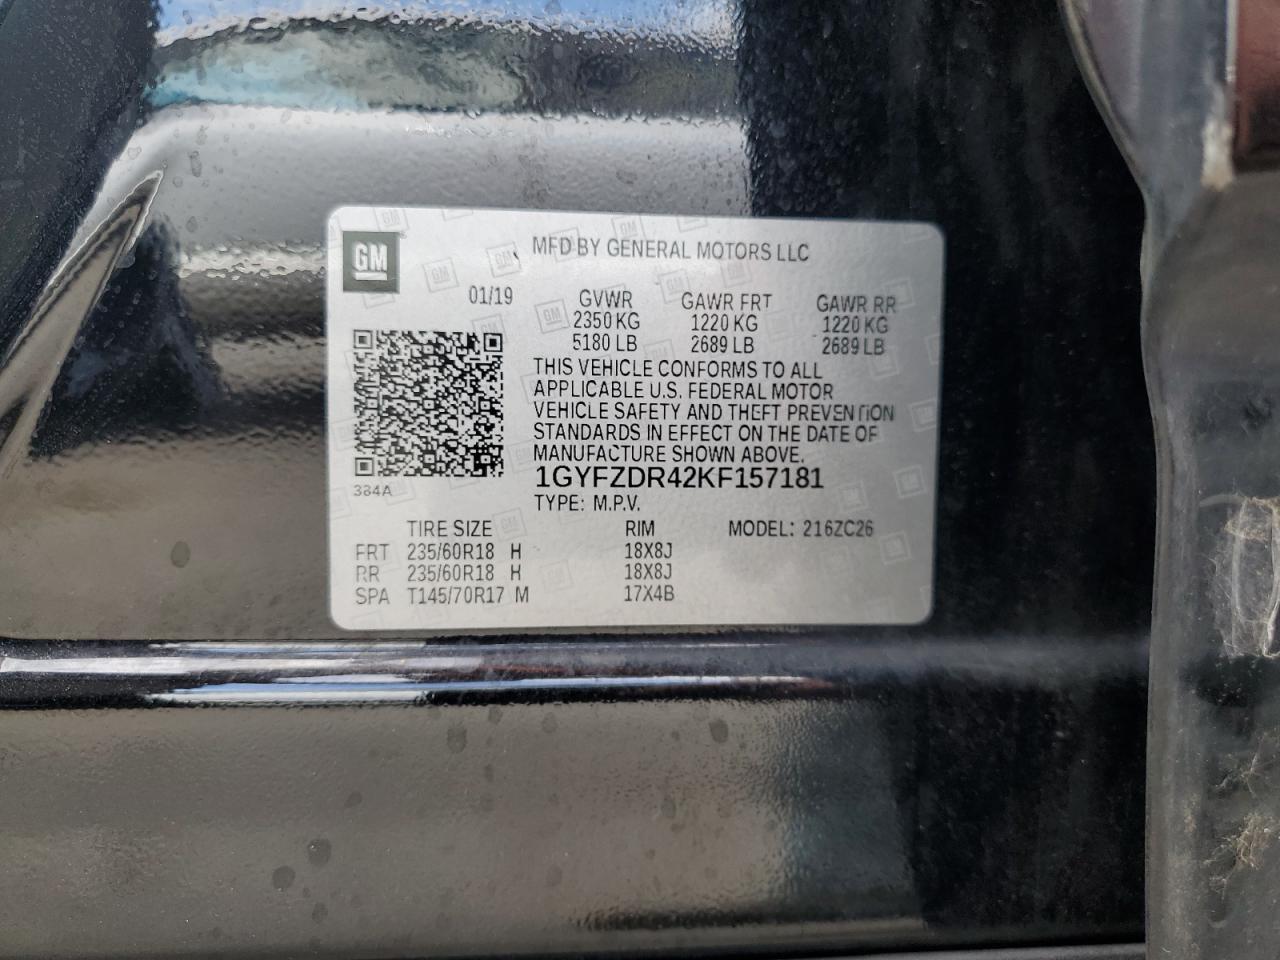 GM
MFD BY GENERAL MOTORS LLC
01/19 GVWR GAWR FRT GAWR RR
2350 KG 1220 KG 1220 KG
5180 LB 2689 LB 2689 LB
THIS VEHICLE CONFORMS TO ALL
APPLICABLE U.S. FEDERAL MOTOR
VEHICLE SAFETY AND THEFT PREVENTION
STANDARDS IN EFFECT ON THE DATE OF
MANUFACTURE SHOWN ABOVE.
384A
1GYFZDR42KF157181
TYPE: M.P.V.
TIRE SIZE RIM MODEL: 216ZC26
FRT 235/60R18 H 18X8J
RR 235/60R18 H 18X8J
SPA T145/70R17 M 17X4B